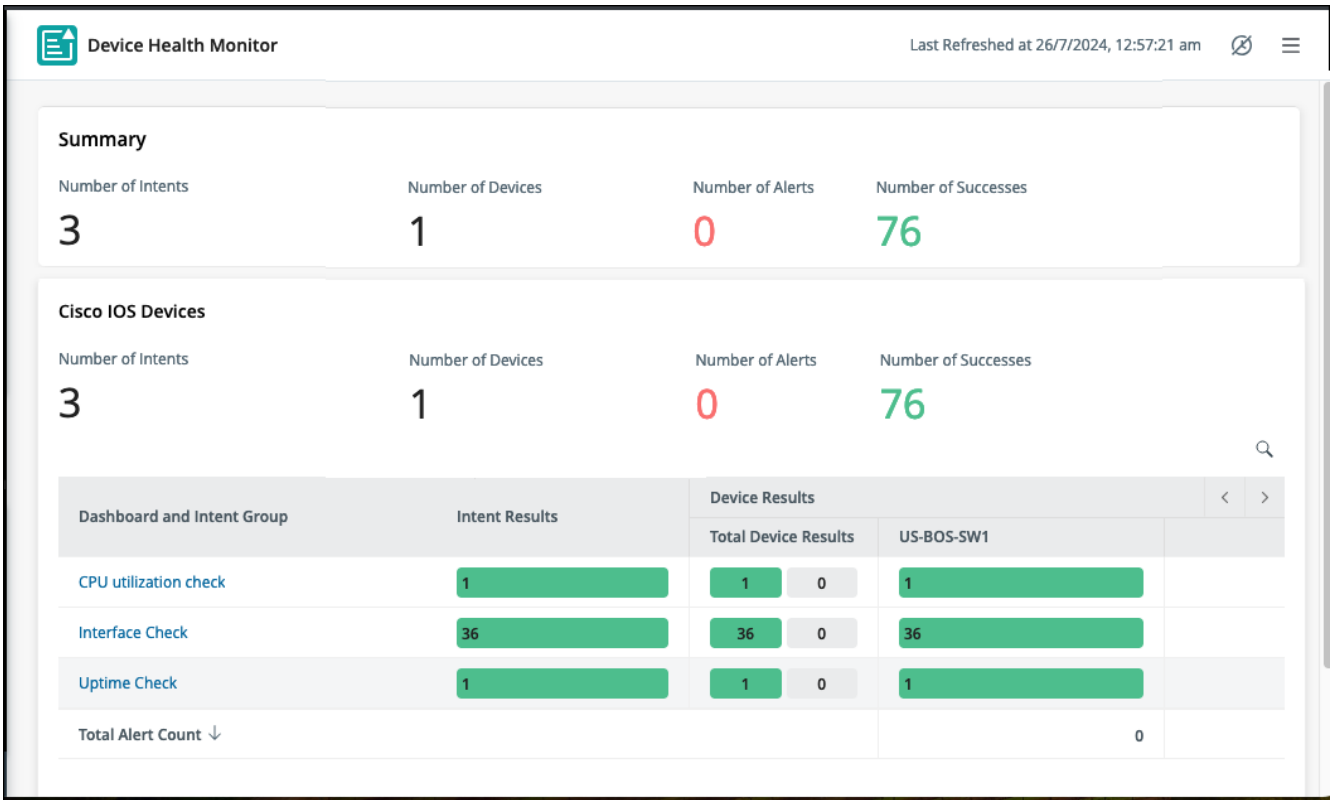 Device Health Monitor
Last Refreshed at 26/7/2024, 12:57:21 am
Summary
Number of Intents Number of Devices Number of Alerts Number of Successes
3 1 0 76
Cisco IOS Devices
Number of Intents Number of Devices Number of Alerts Number of Successes
3 1 0 76
Device Results
Dashboard and Intent Group Intent Results
Total Device Results US-BOS-SW1
CPU utilization check 1 1 0 1
Interface Check 36 36 0 36
Uptime Check 1 1 0 1
Total Alert Count 0